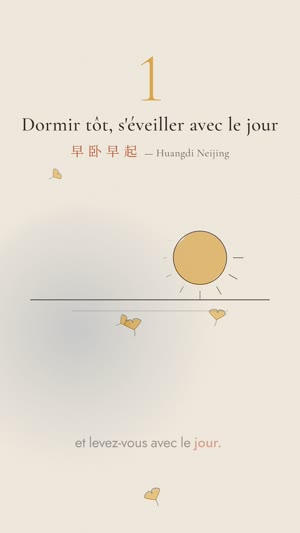 1
Dormir tôt, s'éveiller avec le jour
早卧早起 — Huangdi Neijing
et levez-vous avec le jour.